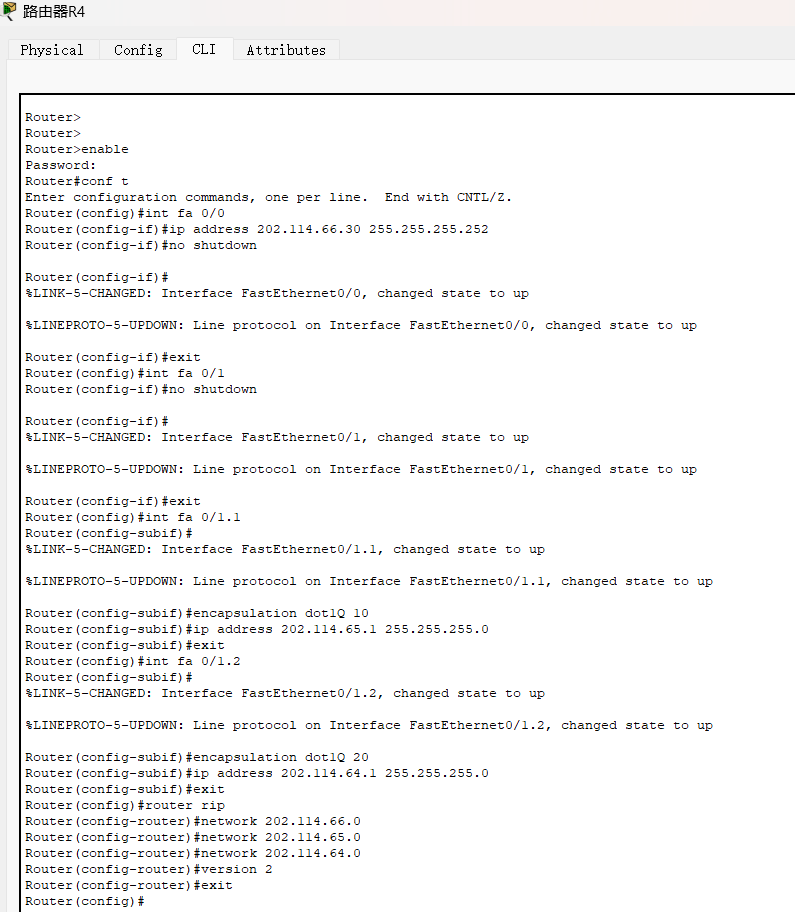 路由器R4
Physical Config CLI Attributes
Router>
Router>
Router>enable
Password:
Router#conf t
Enter configuration commands, one per line.  End with CNTL/Z.
Router(config)#int fa 0/0
Router(config-if)#ip address 202.114.66.30 255.255.255.252
Router(config-if)#no shutdown
Router(config-if)#
%LINK-5-CHANGED: Interface FastEthernet0/0, changed state to up
%LINEPROTO-5-UPDOWN: Line protocol on Interface FastEthernet0/0, changed state to up
Router(config-if)#exit
Router(config)#int fa 0/1
Router(config-if)#no shutdown
Router(config-if)#
%LINK-5-CHANGED: Interface FastEthernet0/1, changed state to up
%LINEPROTO-5-UPDOWN: Line protocol on Interface FastEthernet0/1, changed state to up
Router(config-if)#exit
Router(config)#int fa 0/1.1
Router(config-subif)#
%LINK-5-CHANGED: Interface FastEthernet0/1.1, changed state to up
%LINEPROTO-5-UPDOWN: Line protocol on Interface FastEthernet0/1.1, changed state to up
Router(config-subif)#encapsulation dot1Q 10
Router(config-subif)#ip address 202.114.65.1 255.255.255.0
Router(config-subif)#exit
Router(config)#int fa 0/1.2
Router(config-subif)#
%LINK-5-CHANGED: Interface FastEthernet0/1.2, changed state to up
%LINEPROTO-5-UPDOWN: Line protocol on Interface FastEthernet0/1.2, changed state to up
Router(config-subif)#encapsulation dot1Q 20
Router(config-subif)#ip address 202.114.64.1 255.255.255.0
Router(config-subif)#exit
Router(config)#router rip
Router(config-router)#network 202.114.66.0
Router(config-router)#network 202.114.65.0
Router(config-router)#network 202.114.64.0
Router(config-router)#version 2
Router(config-router)#exit
Router(config)#